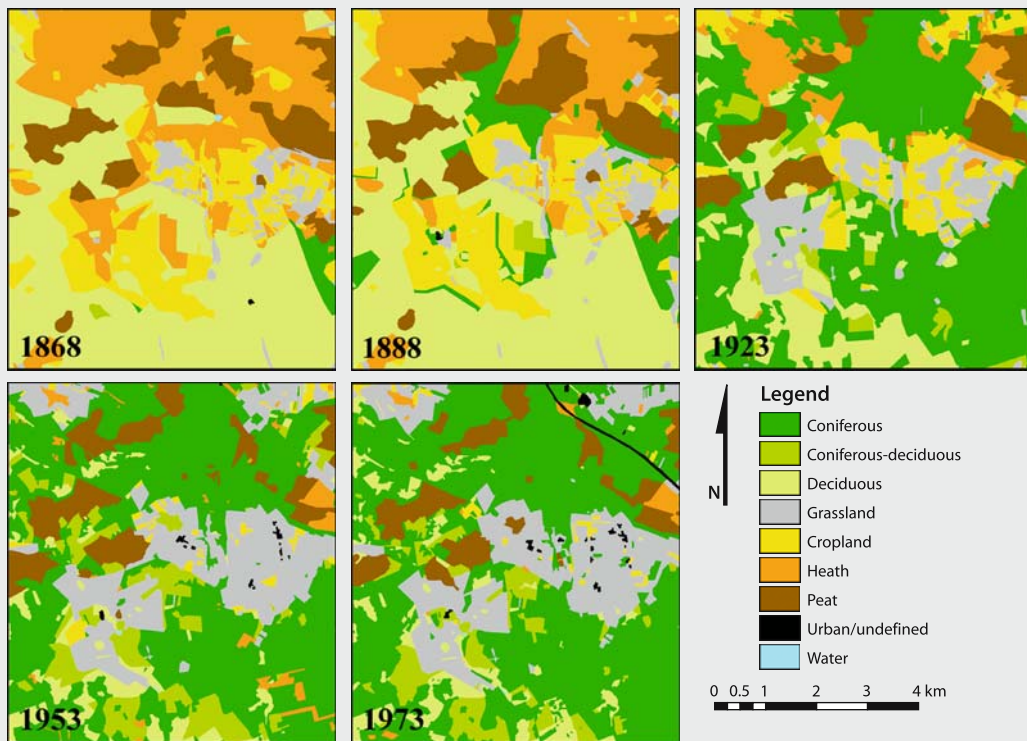 1868
1888
1923
1953
1973
Legend
Coniferous
Coniferous-deciduous
Deciduous
Grassland
Cropland
Heath
Peat
Urban/undefined
Water
N
0 0.5 1 2 3 4 km